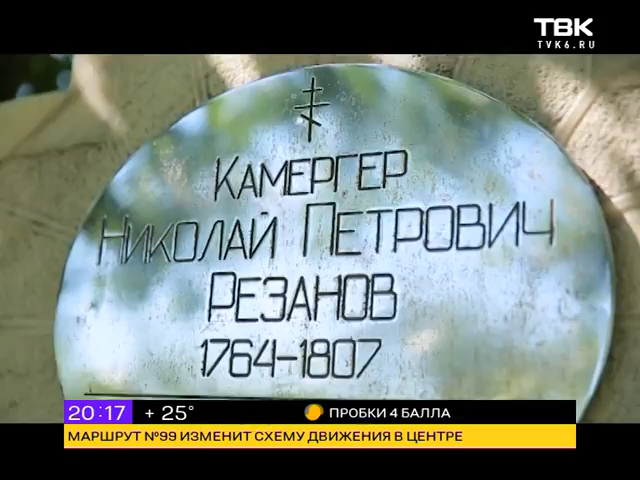 ТВК
TVK6.RU
КАМЕРГЕР
НИКОЛАЙ ПЕТРОВИЧ
РЕЗАНОВ
1764-1807
20:17 + 25° ПРОБКИ 4 БАЛЛА
МАРШРУТ №99 ИЗМЕНИТ СХЕМУ ДВИЖЕНИЯ В ЦЕНТРЕ